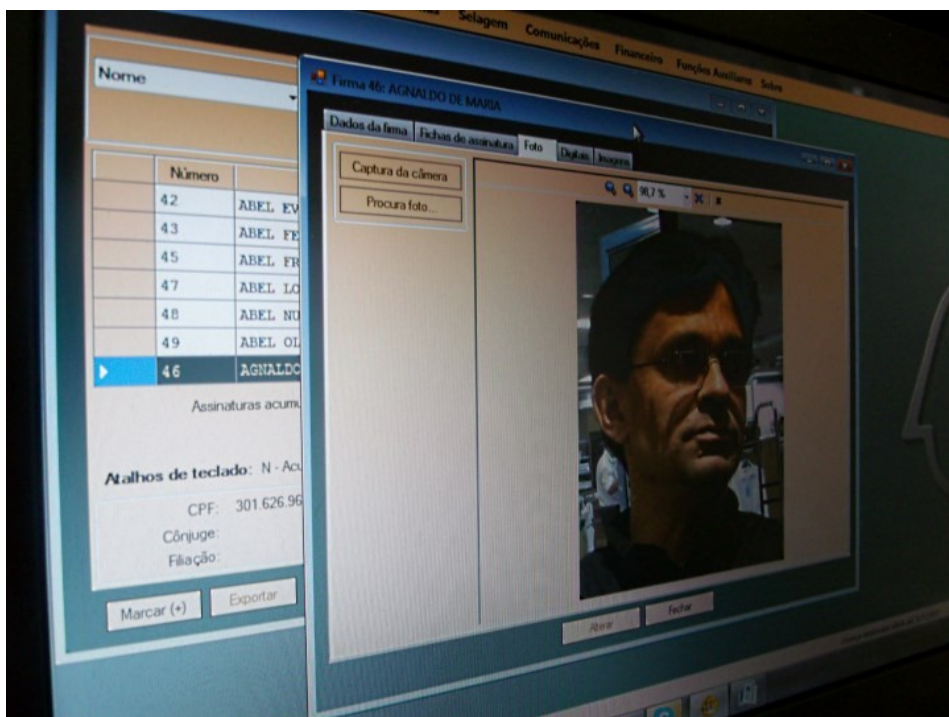 Selagem Comunicações Financeiro Funções Auxiliares Sobre
Nome
Firma 46: AGNALDO DE MARIA
Dados da firma Fichas de assinatura Foto Digitais Imagens
Captura da câmera
Procura foto...
98,7 %
Número
42 ABEL EV
43 ABEL FE
45 ABEL FR
47 ABEL LO
48 ABEL NU
49 ABEL OL
46 AGNALDO
Assinaturas acumu
Atalhos de teclado: N - Acu
CPF: 301.626.96
Cônjuge:
Filiação:
Marcar (+) Exportar
Alterar Fechar